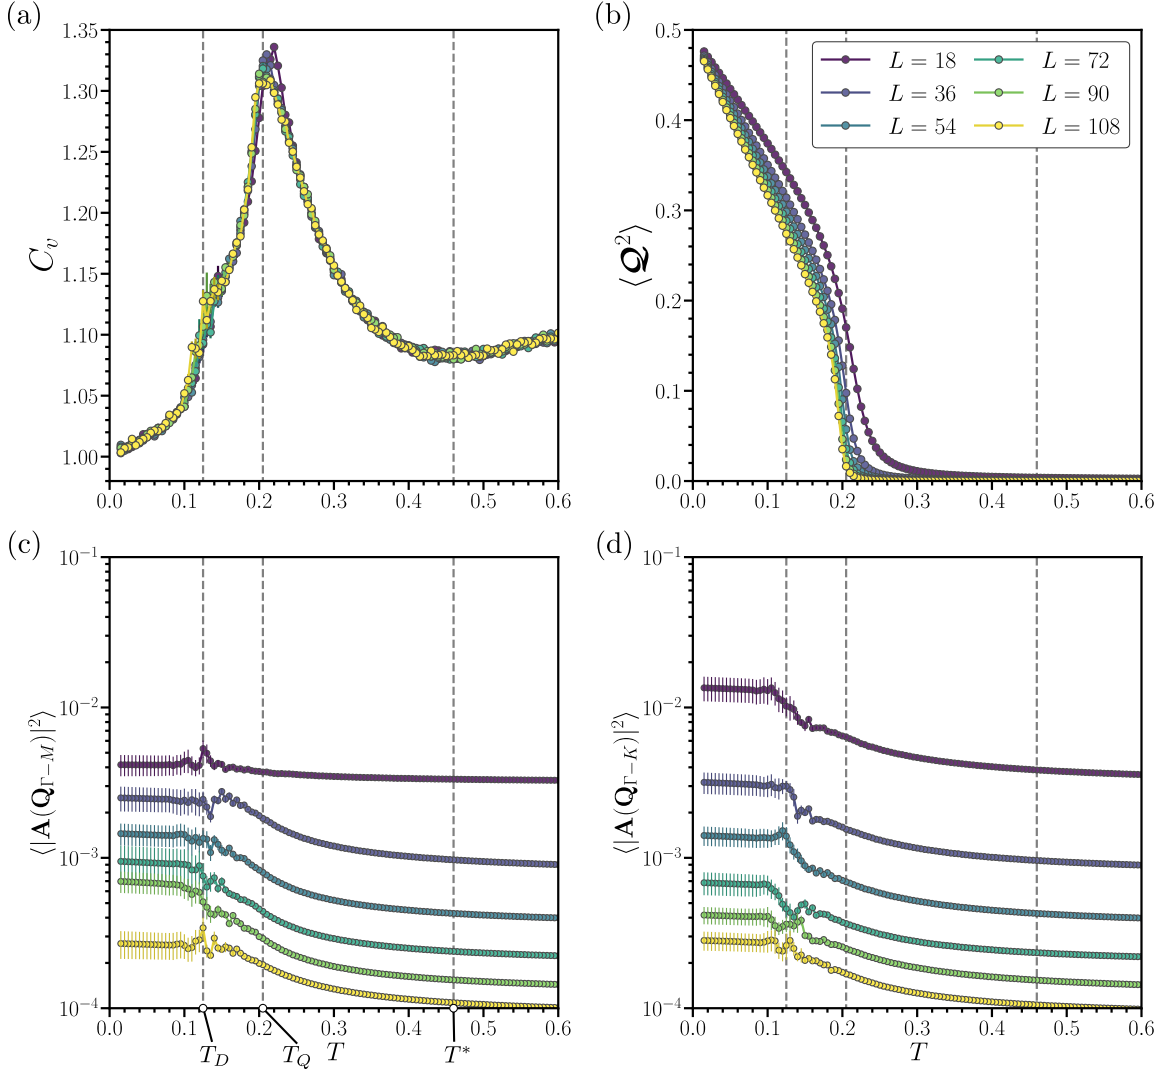 (a)
1.35
1.30
1.25
1.20
1.15
1.10
1.05
1.00
C_v
0.0 0.1 0.2 0.3 0.4 0.5 0.6
(b)
0.5
0.4
0.3
0.2
0.1
0.0
⟨𝓠²⟩
L = 18 L = 72
L = 36 L = 90
L = 54 L = 108
0.0 0.1 0.2 0.3 0.4 0.5 0.6
(c)
10⁻¹
10⁻²
10⁻³
10⁻⁴
⟨|A(Q_{Γ−M})|²⟩
0.0 0.1 0.2 0.3 0.4 0.5 0.6
T_D T_Q T T*
(d)
10⁻¹
10⁻²
10⁻³
10⁻⁴
⟨|A(Q_{Γ−K})|²⟩
0.0 0.1 0.2 0.3 0.4 0.5 0.6
T